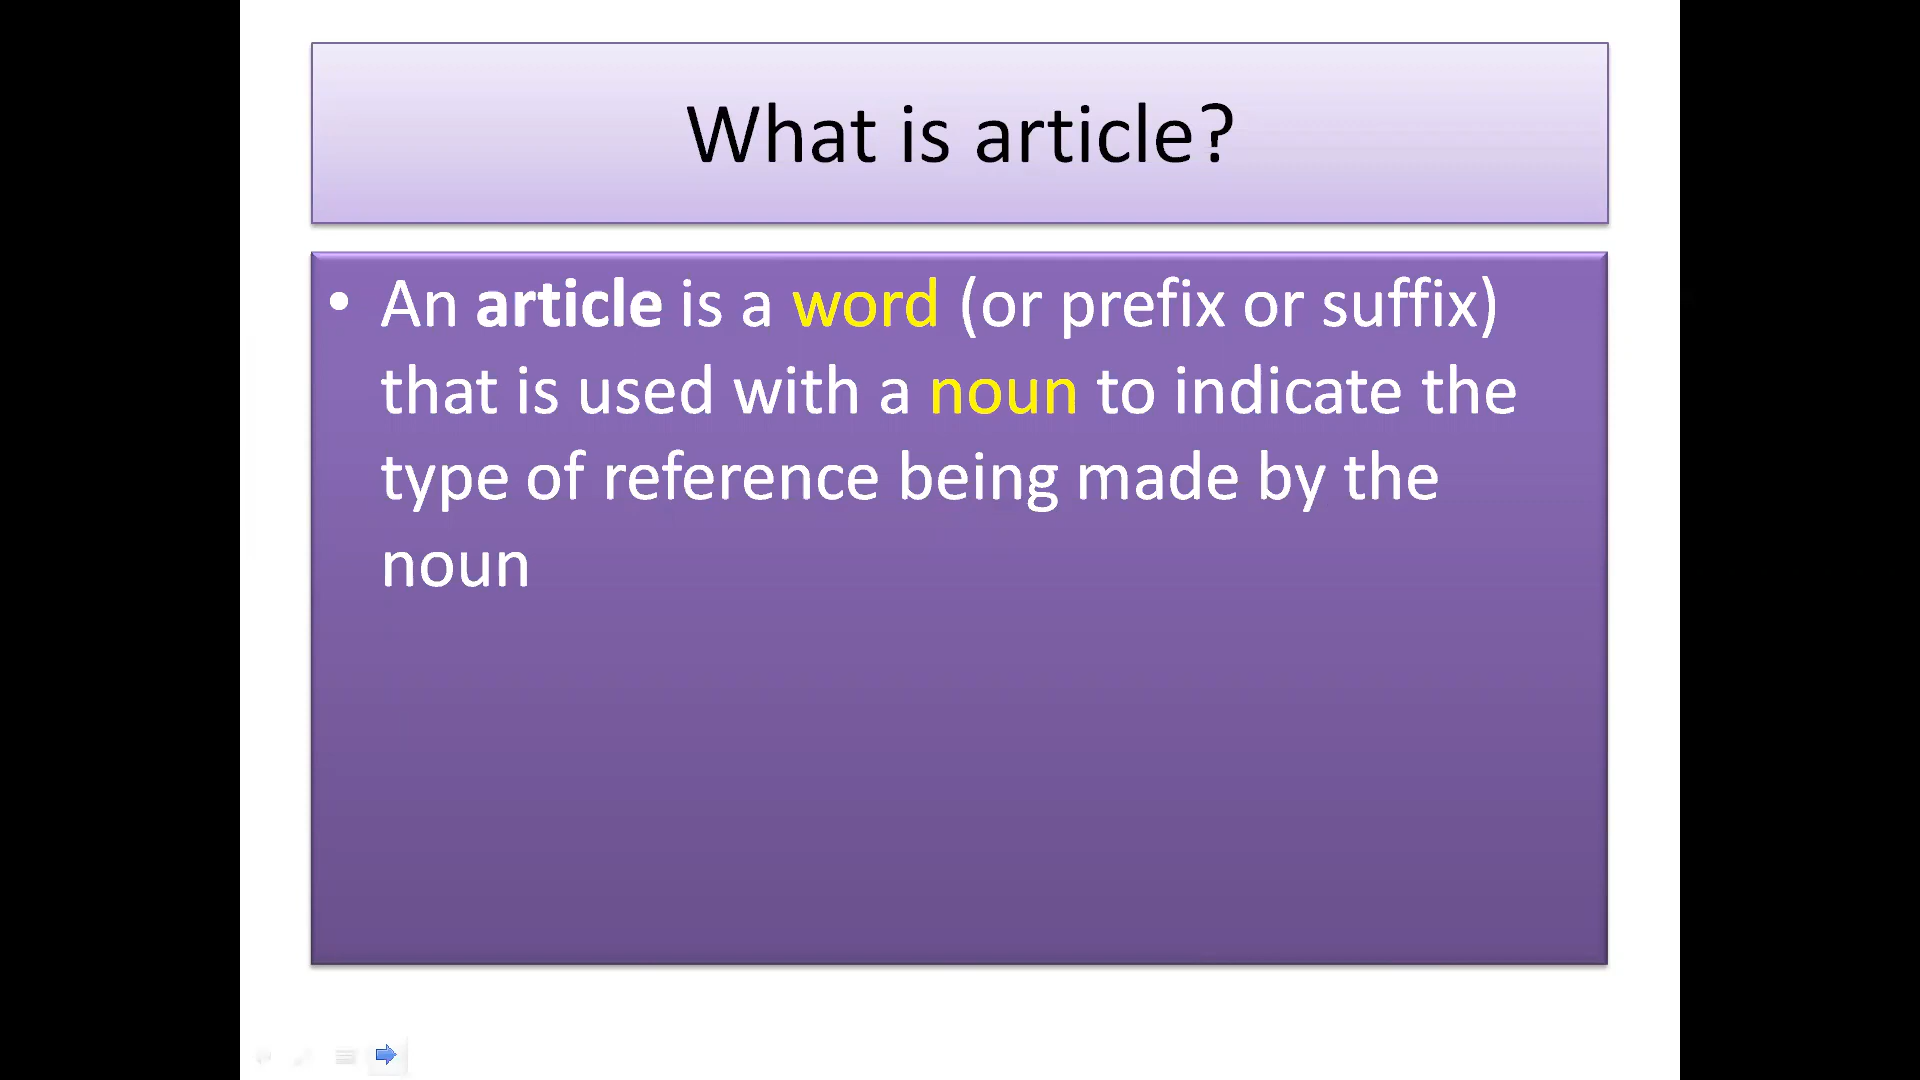 What is article?
• An article is a word (or prefix or suffix)
that is used with a noun to indicate the
type of reference being made by the
noun